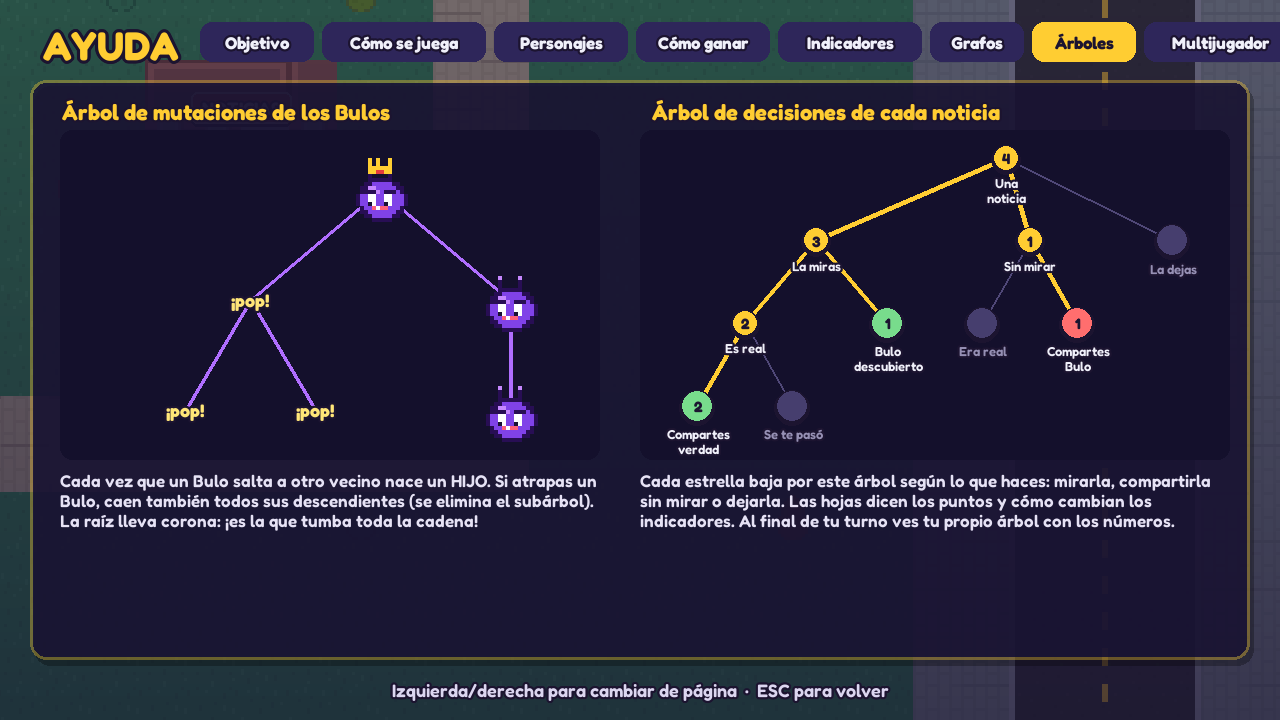 AYUDA
Objetivo
Cómo se juega
Personajes
Cómo ganar
Indicadores
Grafos
Árboles
Multijugador
Árbol de mutaciones de los Bulos
¡pop!
¡pop!
¡pop!
Cada vez que un Bulo salta a otro vecino nace un HIJO. Si atrapas un
Bulo, caen también todos sus descendientes (se elimina el subárbol).
La raíz lleva corona: ¡es la que tumba toda la cadena!
Árbol de decisiones de cada noticia
4
Una
noticia
3
La miras
1
Sin mirar
La dejas
2
Es real
1
Bulo
descubierto
Era real
1
Compartes
Bulo
2
Compartes
verdad
Se te pasó
Cada estrella baja por este árbol según lo que haces: mirarla, compartirla
sin mirar o dejarla. Las hojas dicen los puntos y cómo cambian los
indicadores. Al final de tu turno ves tu propio árbol con los números.
Izquierda/derecha para cambiar de página · ESC para volver